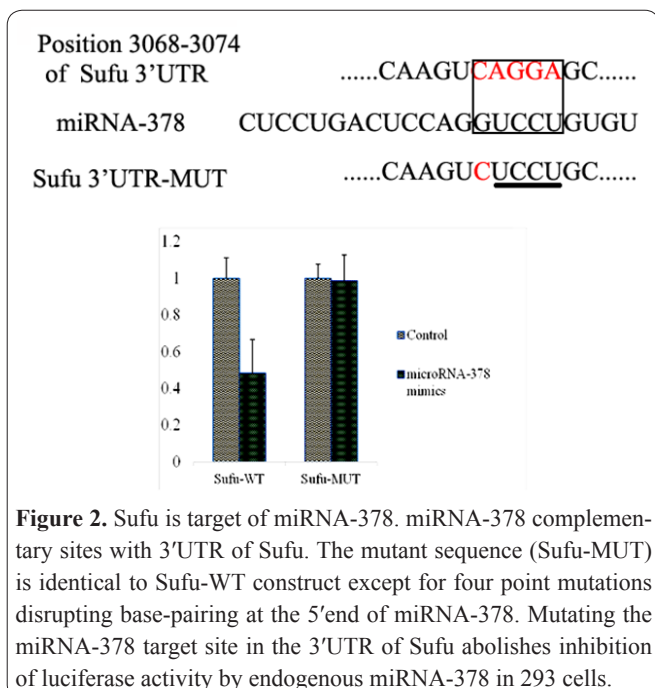 Position 3068-3074
of Sufu 3'UTR
......CAAGUCAGGAGC......
miRNA-378 CUCCUGACUCCAGGUCCUGUGU
Sufu 3'UTR-MUT ......CAAGUCUCCUGC......
1.2
1
0.8
0.6
0.4
0.2
0
Control
microRNA-378
mimics
Sufu-WT Sufu-MUT
Figure 2. Sufu is target of miRNA-378. miRNA-378 complemen-
tary sites with 3′UTR of Sufu. The mutant sequence (Sufu-MUT)
is identical to Sufu-WT construct except for four point mutations
disrupting base-pairing at the 5′end of miRNA-378. Mutating the
miRNA-378 target site in the 3′UTR of Sufu abolishes inhibition
of luciferase activity by endogenous miRNA-378 in 293 cells.